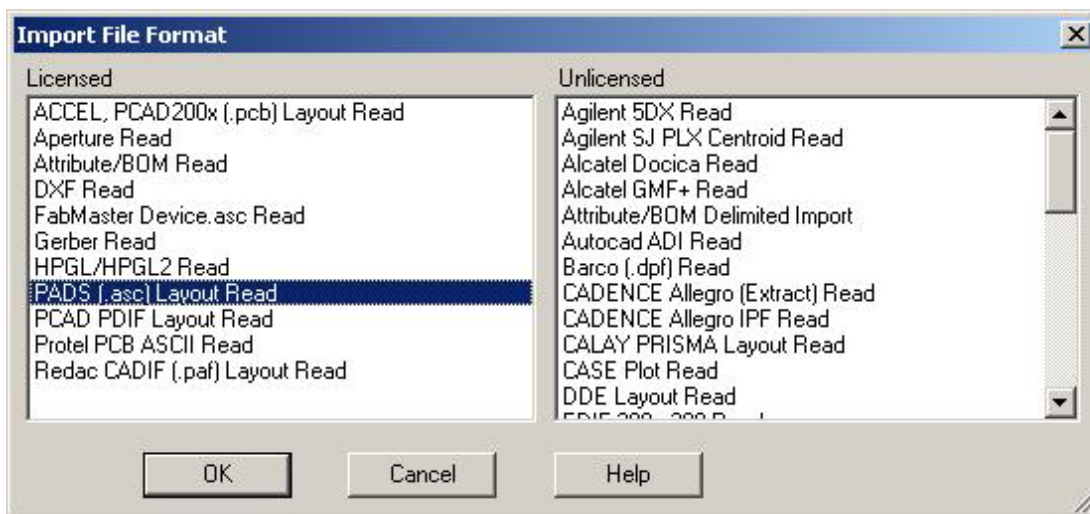 Import File Format
Licensed
ACCEL, PCAD200x (.pcb) Layout Read
Aperture Read
Attribute/BOM Read
DXF Read
FabMaster Device.asc Read
Gerber Read
HPGL/HPGL2 Read
PADS (.asc) Layout Read
PCAD PDIF Layout Read
Protel PCB ASCII Read
Redac CADIF (.paf) Layout Read
Unlicensed
Agilent 5DX Read
Agilent SJ PLX Centroid Read
Alcatel Docica Read
Alcatel GMF+ Read
Attribute/BOM Delimited Import
Autocad ADI Read
Barco (.dpf) Read
CADENCE Allegro (Extract) Read
CADENCE Allegro IPF Read
CALAY PRISMA Layout Read
CASE Plot Read
DDE Layout Read
OK
Cancel
Help